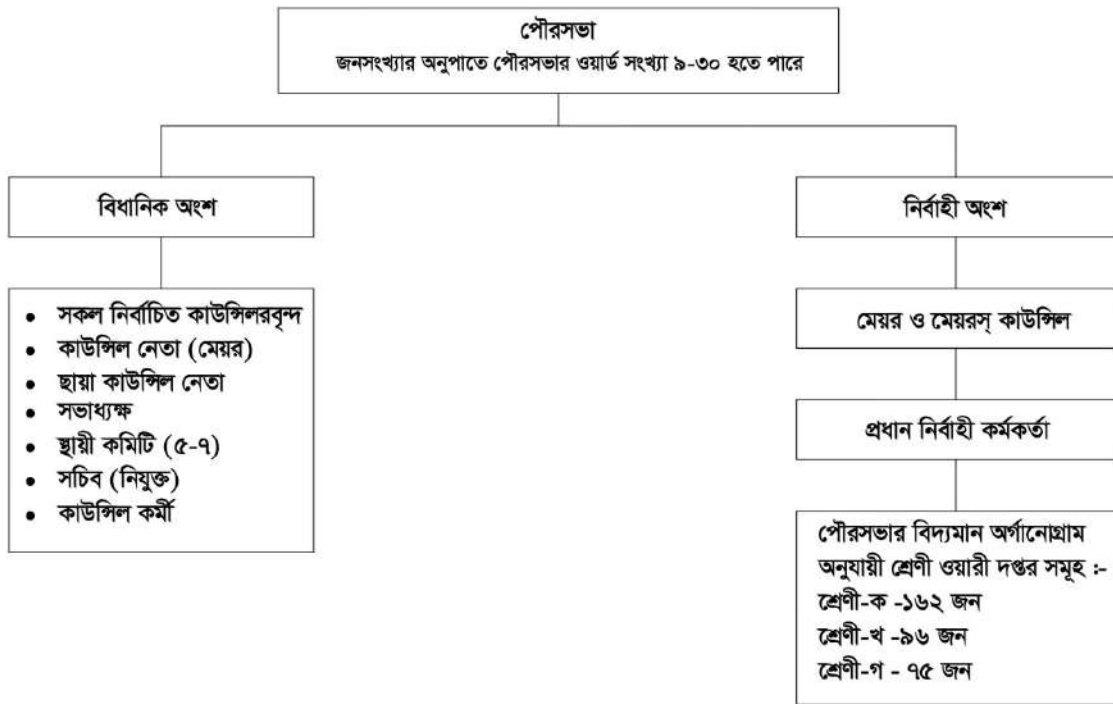 পৌরসভা
জনসংখ্যার অনুপাতে পৌরসভার ওয়ার্ড সংখ্যা ৯-৩০ হতে পারে
বিধানিক অংশ
নির্বাহী অংশ
• সকল নির্বাচিত কাউন্সিলরবৃন্দ
• কাউন্সিল নেতা (মেয়র)
• ছায়া কাউন্সিল নেতা
• সভাধ্যক্ষ
• স্থায়ী কমিটি (৫-৭)
• সচিব (নিযুক্ত)
• কাউন্সিল কর্মী
মেয়র ও মেয়রস্ কাউন্সিল
প্রধান নির্বাহী কর্মকর্তা
পৌরসভার বিদ্যমান অর্গানোগ্রাম
অনুযায়ী শ্রেণী ওয়ারী দপ্তর সমূহ :-
শ্রেণী-ক -১৬২ জন
শ্রেণী-খ -৯৬ জন
শ্রেণী-গ - ৭৫ জন